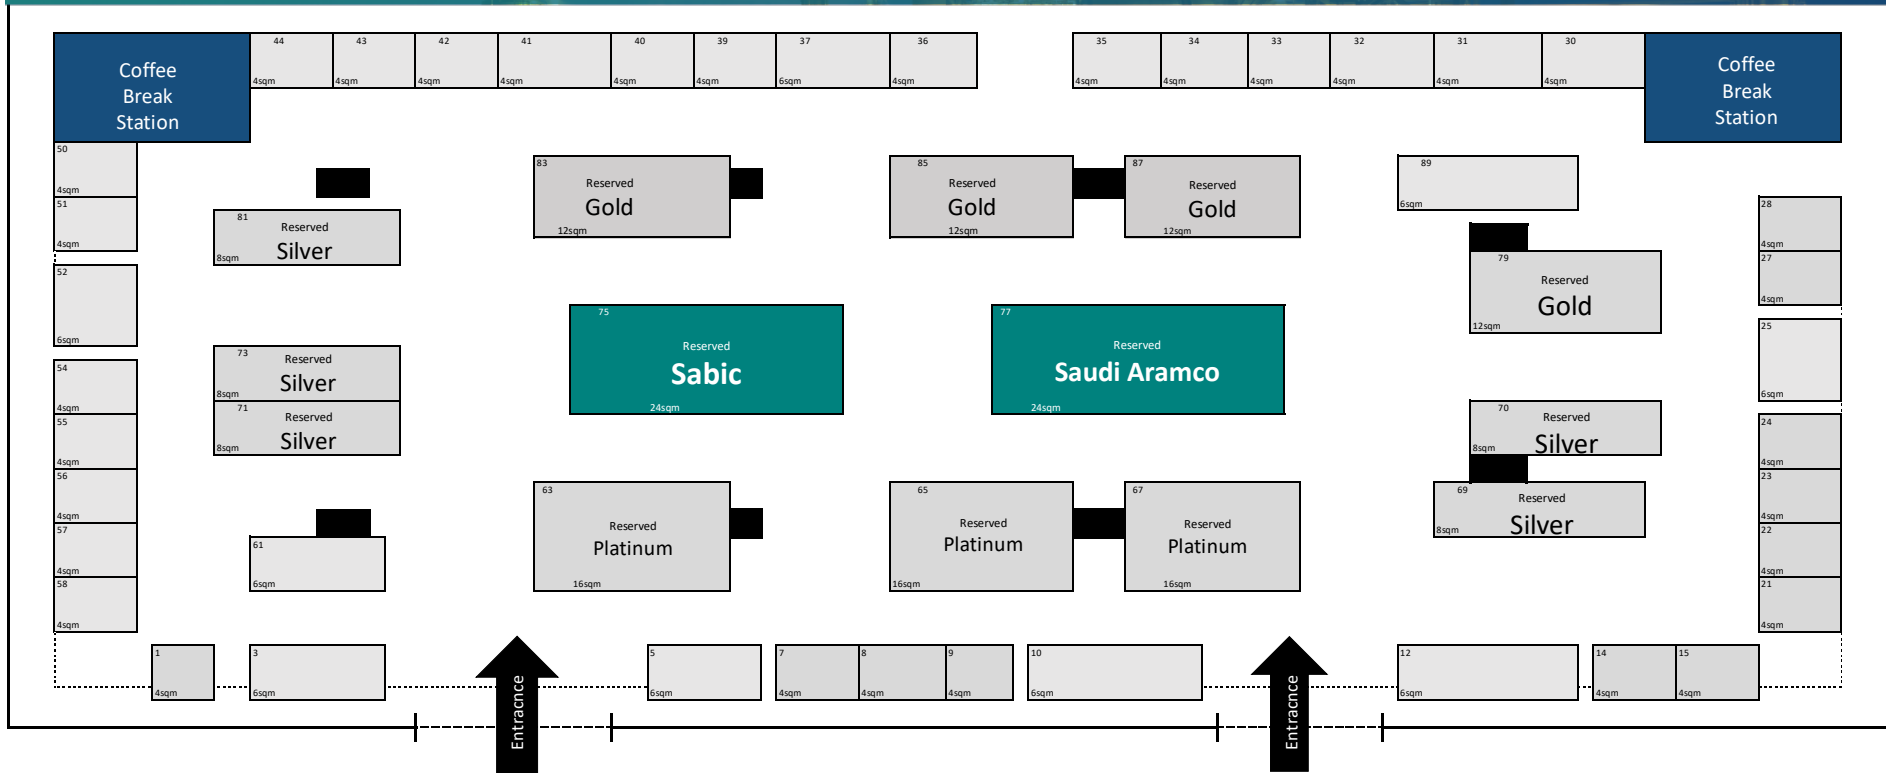 Coffee
Break
Station
44
4sqm
43
4sqm
42
4sqm
41
4sqm
40
4sqm
39
4sqm
37
6sqm
36
4sqm
35
4sqm
34
4sqm
33
4sqm
32
4sqm
31
4sqm
30
4sqm
Coffee
Break
Station
50
4sqm
51
4sqm
52
6sqm
54
4sqm
55
4sqm
56
4sqm
57
4sqm
58
4sqm
81
Reserved
Silver
8sqm
83
Reserved
Gold
12sqm
85
Reserved
Gold
12sqm
87
Reserved
Gold
12sqm
89
6sqm
79
Reserved
Gold
12sqm
28
4sqm
27
4sqm
25
6sqm
24
4sqm
23
4sqm
22
4sqm
21
4sqm
73
Reserved
Silver
8sqm
71
Reserved
Silver
8sqm
75
Reserved
Sabic
24sqm
77
Reserved
Saudi Aramco
24sqm
70
Reserved
Silver
8sqm
69
Reserved
Silver
8sqm
61
6sqm
63
Reserved
Platinum
16sqm
65
Reserved
Platinum
16sqm
67
Reserved
Platinum
16sqm
1
4sqm
3
6sqm
Entracnce
5
6sqm
7
4sqm
8
4sqm
9
4sqm
10
6sqm
Entracnce
12
6sqm
14
4sqm
15
4sqm